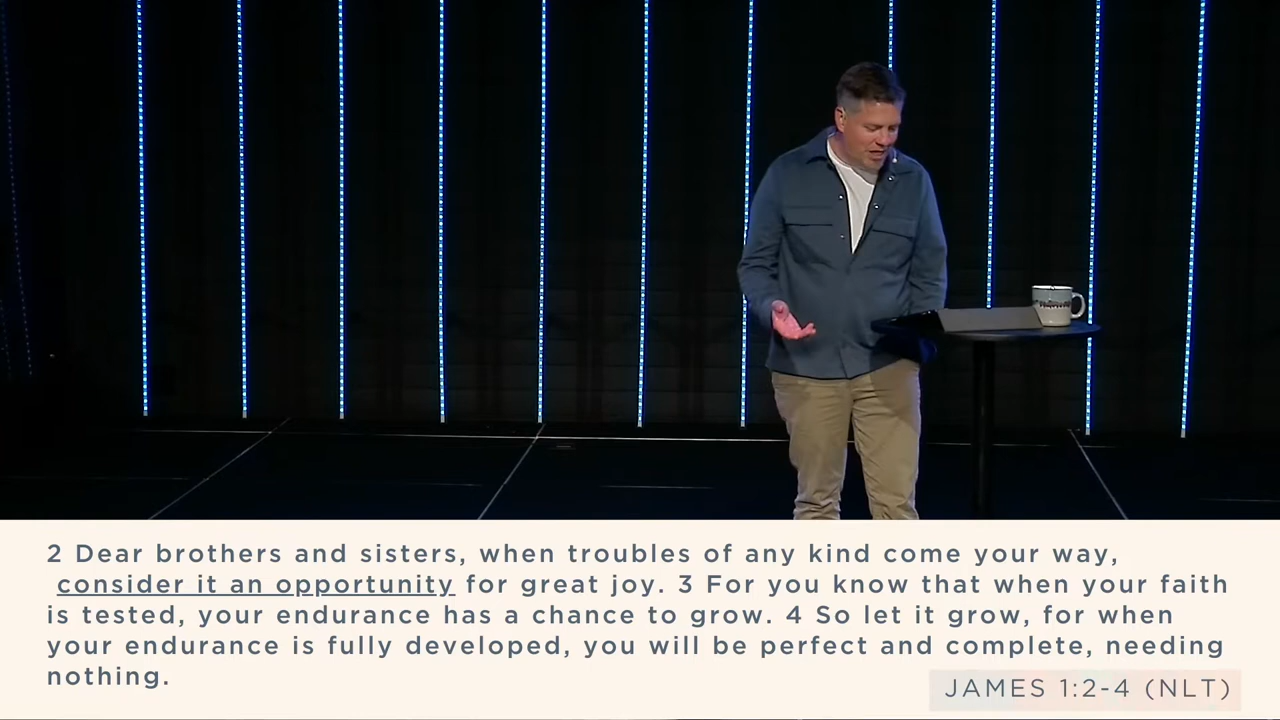 2 Dear brothers and sisters, when troubles of any kind come your way,
consider it an opportunity for great joy. 3 For you know that when your faith
is tested, your endurance has a chance to grow. 4 So let it grow, for when
your endurance is fully developed, you will be perfect and complete, needing
nothing.
JAMES 1:2-4 (NLT)